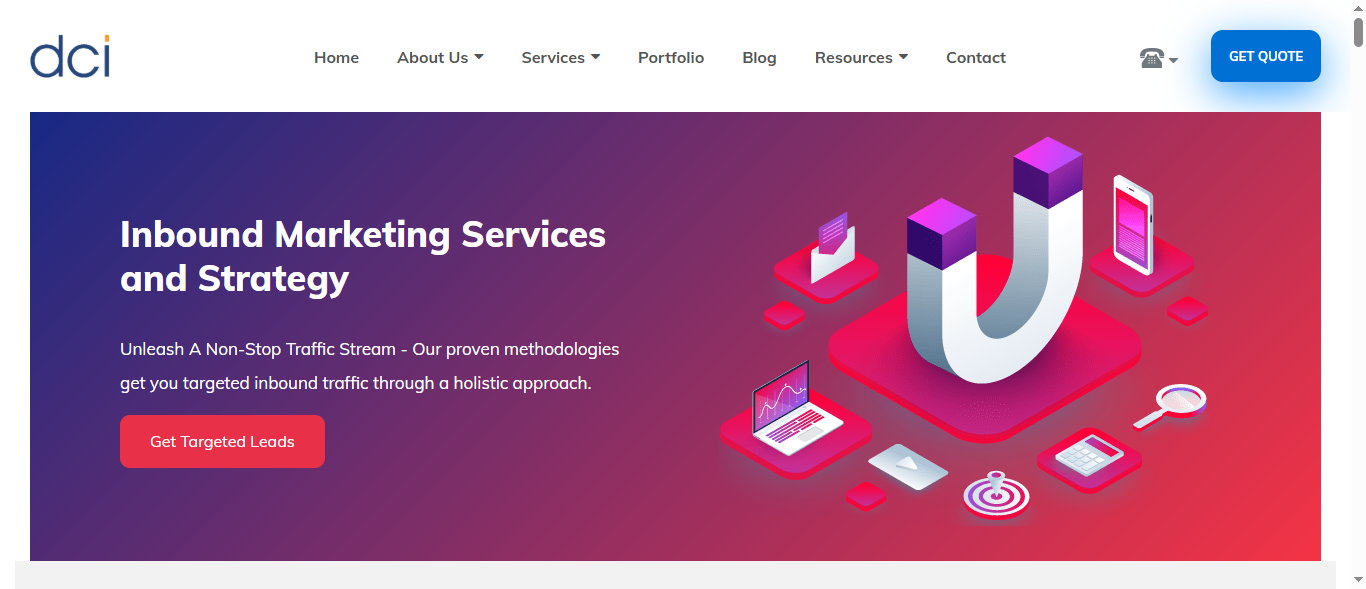 dci
Home
About Us
Services
Portfolio
Blog
Resources
Contact
GET QUOTE
Inbound Marketing Services
and Strategy
Unleash A Non-Stop Traffic Stream - Our proven methodologies
get you targeted inbound traffic through a holistic approach.
Get Targeted Leads